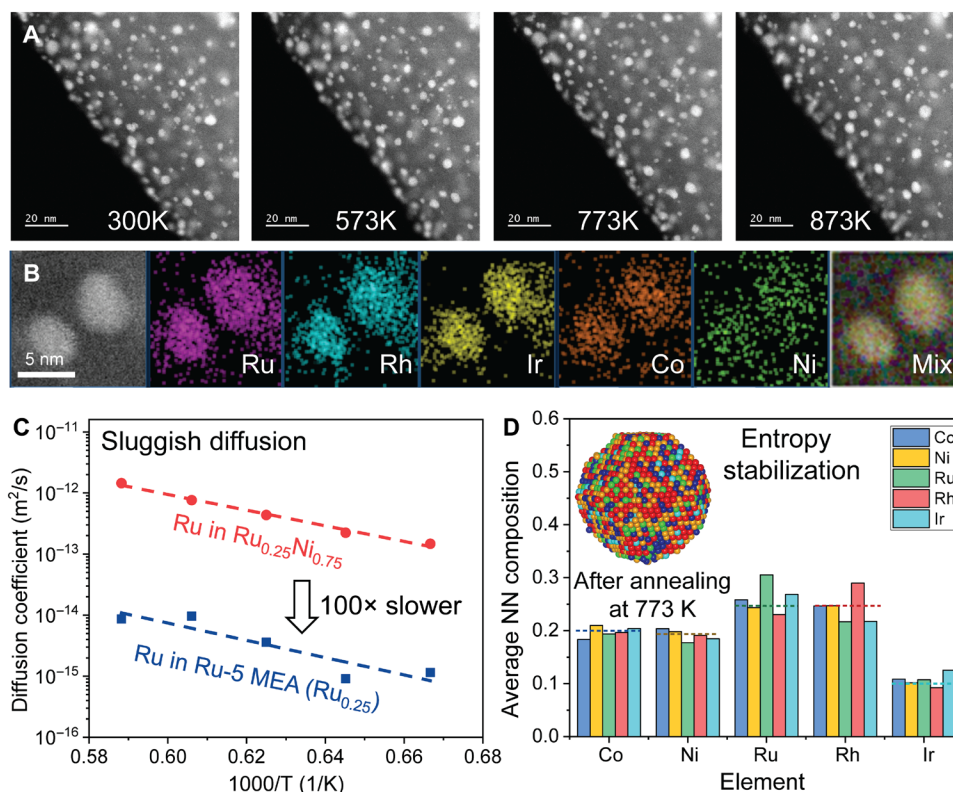 A
20 nm
300K
20 nm
573K
20 nm
773K
20 nm
873K
B
5 nm
Ru
Rh
Ir
Co
Ni
Mix
C
Sluggish diffusion
10⁻¹¹
10⁻¹²
10⁻¹³
10⁻¹⁴
10⁻¹⁵
10⁻¹⁶
Diffusion coefficient (m²/s)
Ru in Ru₀.₂₅Ni₀.₇₅
100× slower
Ru in Ru-5 MEA (Ru₀.₂₅)
0.58 0.60 0.62 0.64 0.66 0.68
1000/T (1/K)
D
Entropy
stabilization
After annealing
at 773 K
Co
Ni
Ru
Rh
Ir
0.6
0.5
0.4
0.3
0.2
0.1
0.0
Average NN composition
Co Ni Ru Rh Ir
Element